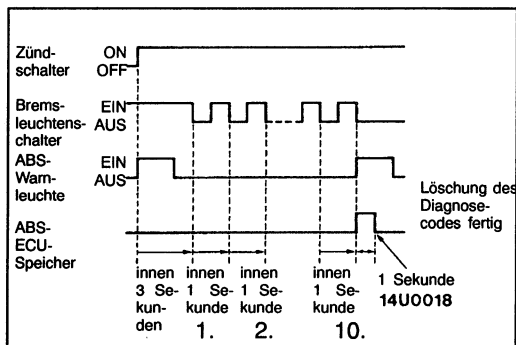 Zünd-
schalter
ON
OFF
Brems-
leuchtens-
chalter
EIN
AUS
ABS-
Warn-
leuchte
EIN
AUS
ABS-
ECU-
Speicher
Löschung des
Diagnose-
codes fertig
innen
3 Se-
kun-
den
innen
1 Se-
kunde
1.
innen
1 Se-
kunde
2.
innen
1 Se-
kunde
10.
1 Sekunde
14U0018